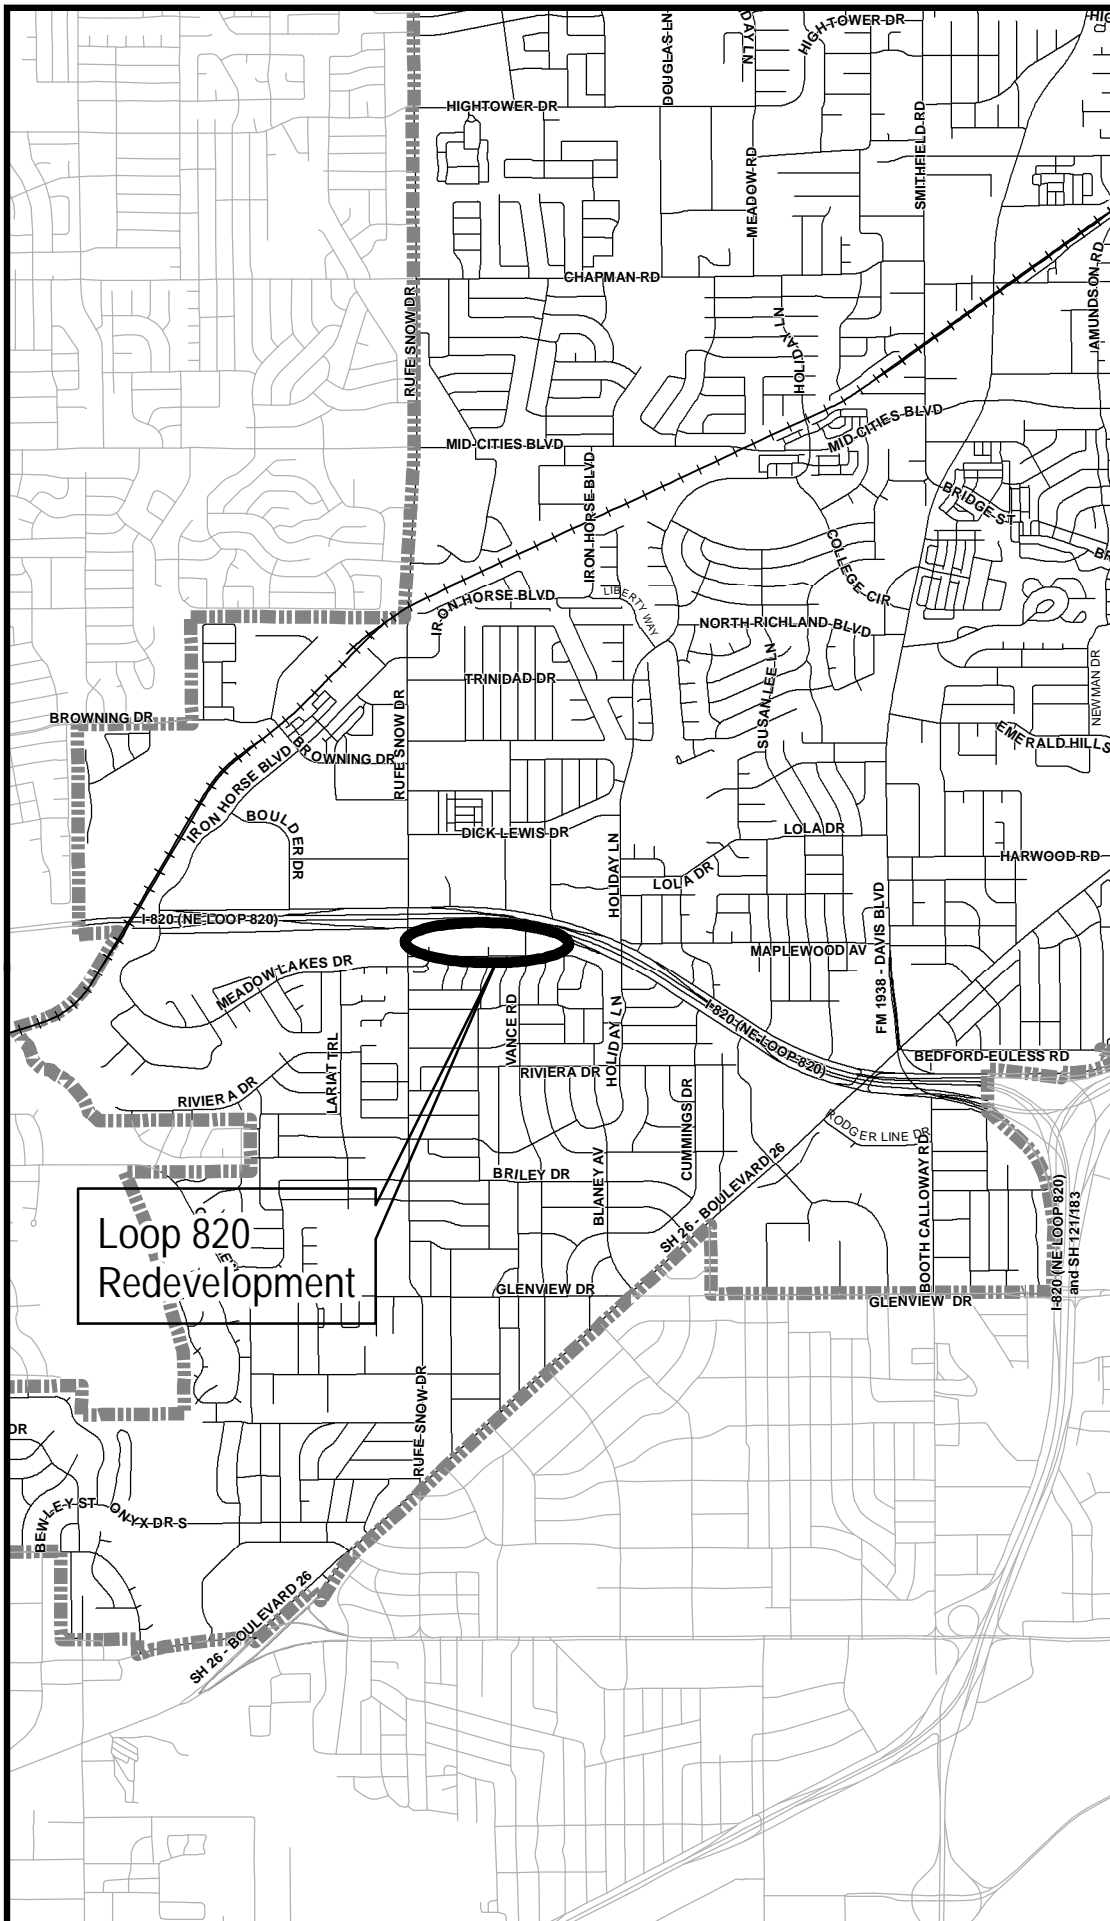 DOUGLAS LN
DAY LN
HIGHTOWER DR
HIG
HIGHTOWER DR
SMITHFIELD RD
MEADOW RD
CHAPMAN RD
AMUNDSON RD
RUFE SNOW DR
HOLIDAY LN
MID-CITIES BLVD
MID-CITIES BLVD
IRON HORSE BLVD
BRIDGE ST
BR
COLLEGE CIR
IRON HORSE BLVD
LIBERTY WAY
NORTH RICHLAND BLVD
SUSAN LEE LN
TRINIDAD DR
NEWMAN DR
BROWNING DR
RUFE SNOW DR
EMERALD HILLS
BROWNING DR
IRON HORSE BLVD
BOULDER DR
DICK LEWIS DR
LOLA DR
HARWOOD RD
HOLIDAY LN
LOLA DR
I-820 (NE LOOP 820)
FM 1938 - DAVIS BLVD
MAPLEWOOD AV
MEADOW LAKES DR
VANCE RD
HOLIDAY LN
I-820 (NE LOOP 820)
BEDFORD-EULESS RD
LARIAT TRL
RIVIERA DR
RIVIERA DR
CUMMINGS DR
RODGER LINE DR
BRILEY DR
BLANEY AV
SH 26 - BOULEVARD 26
BOOTH CALLOWAY RD
I-820 (NE LOOP 820)
and SH 121/183
Loop 820
Redevelopment
GLENVIEW DR
GLENVIEW DR
RUFE SNOW DR
DR
BEWLEY ST
ONYX DR S
SH 26 - BOULEVARD 26